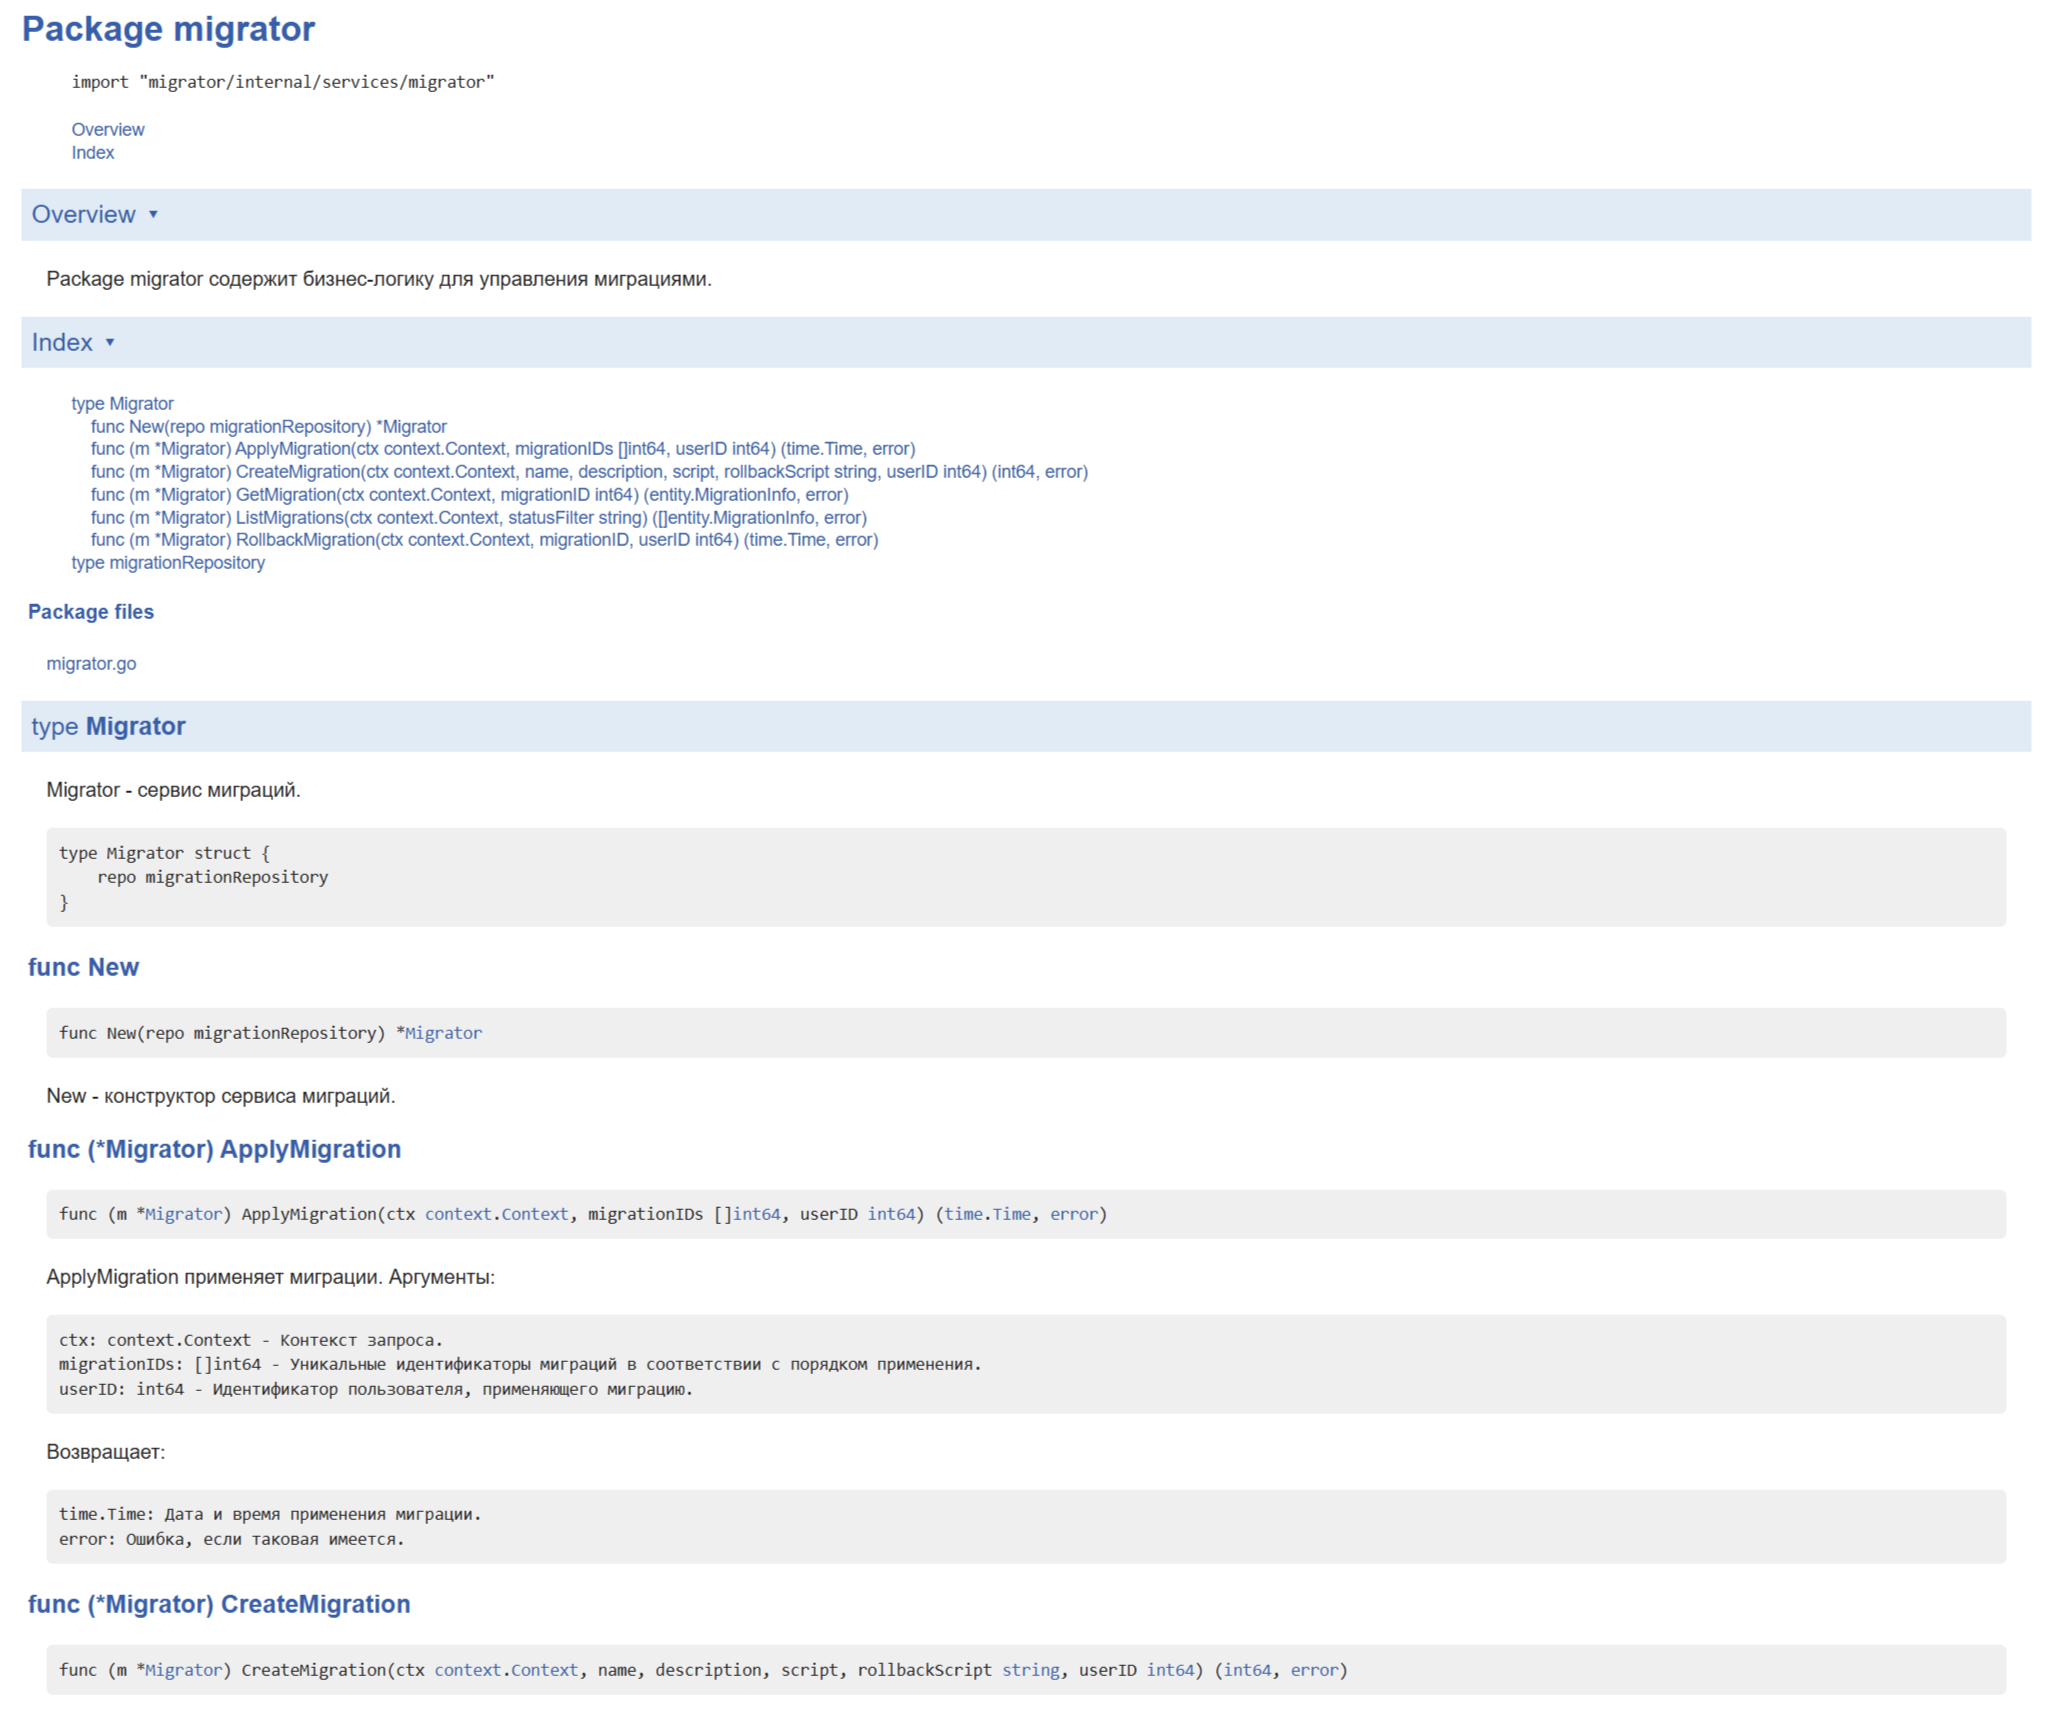 Package migrator
import "migrator/internal/services/migrator"
Overview
Index
Overview ▾
Package migrator содержит бизнес-логику для управления миграциями.
Index ▾
type Migrator
func New(repo migrationRepository) *Migrator
func (m *Migrator) ApplyMigration(ctx context.Context, migrationIDs []int64, userID int64) (time.Time, error)
func (m *Migrator) CreateMigration(ctx context.Context, name, description, script, rollbackScript string, userID int64) (int64, error)
func (m *Migrator) GetMigration(ctx context.Context, migrationID int64) (entity.MigrationInfo, error)
func (m *Migrator) ListMigrations(ctx context.Context, statusFilter string) ([]entity.MigrationInfo, error)
func (m *Migrator) RollbackMigration(ctx context.Context, migrationID, userID int64) (time.Time, error)
type migrationRepository
Package files
migrator.go
type Migrator
Migrator - сервис миграций.
type Migrator struct {
    repo migrationRepository
}
func New
func New(repo migrationRepository) *Migrator
New - конструктор сервиса миграций.
func (*Migrator) ApplyMigration
func (m *Migrator) ApplyMigration(ctx context.Context, migrationIDs []int64, userID int64) (time.Time, error)
ApplyMigration применяет миграции. Аргументы:
ctx: context.Context - Контекст запроса.
migrationIDs: []int64 - Уникальные идентификаторы миграций в соответствии с порядком применения.
userID: int64 - Идентификатор пользователя, применяющего миграцию.
Возвращает:
time.Time: Дата и время применения миграции.
error: Ошибка, если таковая имеется.
func (*Migrator) CreateMigration
func (m *Migrator) CreateMigration(ctx context.Context, name, description, script, rollbackScript string, userID int64) (int64, error)